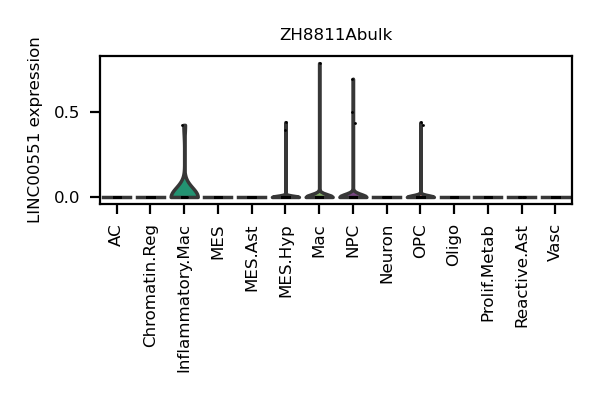 ZH8811Abulk
LINC00551 expression
0.5
0.0
AC
Chromatin.Reg
Inflammatory.Mac
MES
MES.Ast
MES.Hyp
Mac
NPC
Neuron
OPC
Oligo
Prolif.Metab
Reactive.Ast
Vasc